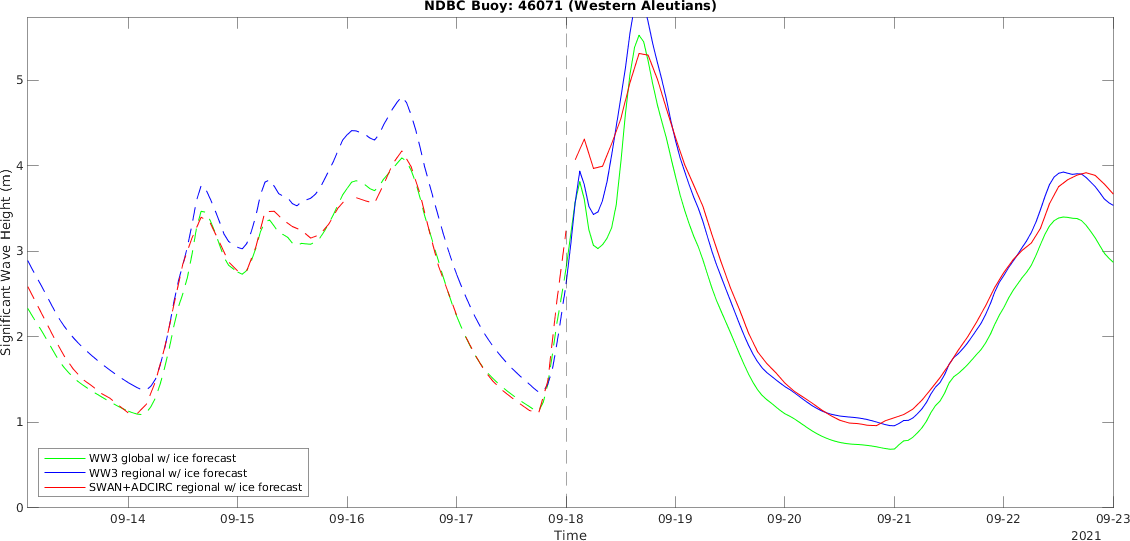 NDBC Buoy: 46071 (Western Aleutians)
Significant Wave Height (m)
5
4
3
2
1
0
WW3 global w/ ice forecast
WW3 regional w/ ice forecast
SWAN+ADCIRC regional w/ ice forecast
09-14 09-15 09-16 09-17 09-18 09-19 09-20 09-21 09-22 09-23
Time
2021